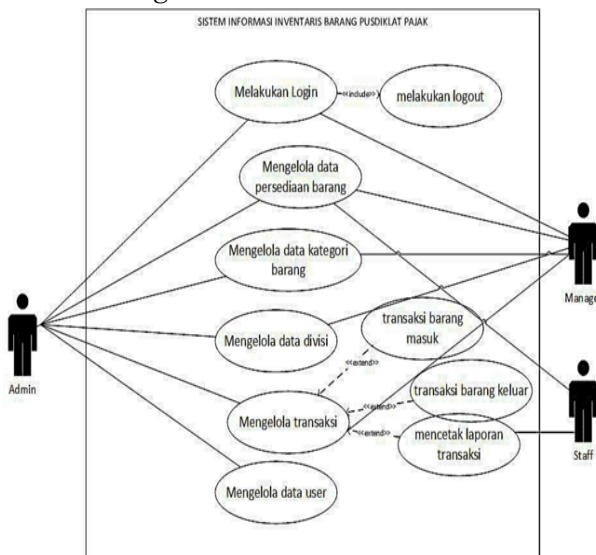 SISTEM INFORMASI INVENTARIS BARANG PUSDIKLAT PAJAK
Melakukan Login
<<include>>
melakukan logout
Mengelola data
persediaan barang
Mengelola data kategori
barang
Manage
transaksi barang
masuk
Mengelola data divisi
<<extend>>
Admin
transaksi barang keluar
<<extend>>
Mengelola transaksi
<<extend>>
mencetak laporan
transaksi
Staff
Mengelola data user